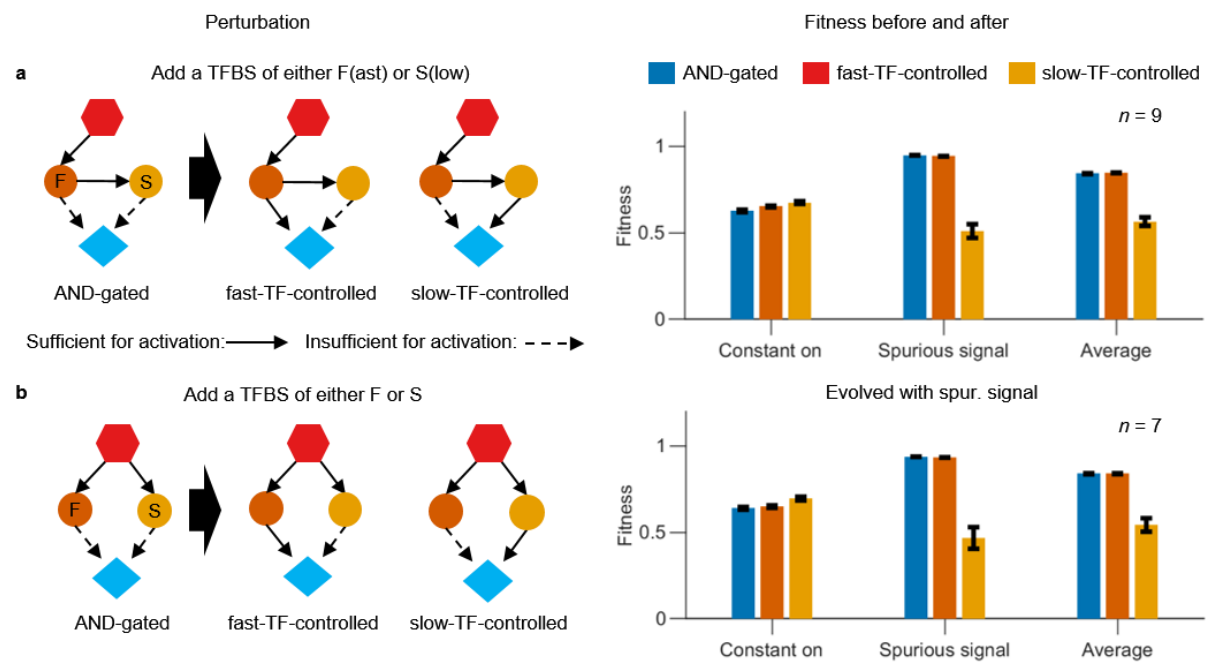 Perturbation
Fitness before and after
a
Add a TFBS of either F(ast) or S(low)
AND-gated
fast-TF-controlled
slow-TF-controlled
n = 9
F
S
1
0.5
0
Fitness
AND-gated
fast-TF-controlled
slow-TF-controlled
Constant on
Spurious signal
Average
Sufficient for activation:
Insufficient for activation:
b
Add a TFBS of either F or S
Evolved with spur. signal
n = 7
F
S
1
0.5
0
Fitness
AND-gated
fast-TF-controlled
slow-TF-controlled
Constant on
Spurious signal
Average